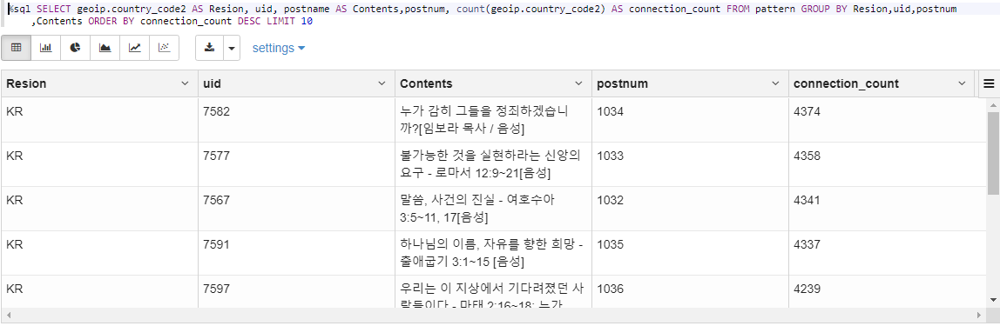 %sql SELECT geoip.country_code2 AS Resion, uid, postname AS Contents,postnum, count(geoip.country_code2) AS connection_count FROM pattern GROUP BY Resion,uid,postnum
,Contents ORDER BY connection_count DESC LIMIT 10
settings
Resion uid Contents postnum connection_count
KR 7582 누가 감히 그들을 정죄하겠습니 1034 4374
까?[임보라 목사 / 음성]
KR 7577 불가능한 것을 실현하라는 신앙의 1033 4358
요구 - 로마서 12:9~21[음성]
KR 7567 말씀, 사건의 진실 - 여호수아 1032 4341
3:5~11, 17[음성]
KR 7591 하나님의 이름, 자유를 향한 희망 - 1035 4337
출애굽기 3:1~15 [음성]
KR 7597 우리는 이 지상에서 기다려졌던 사 1036 4239
람들이다 - 마태 2:16~18; 누가